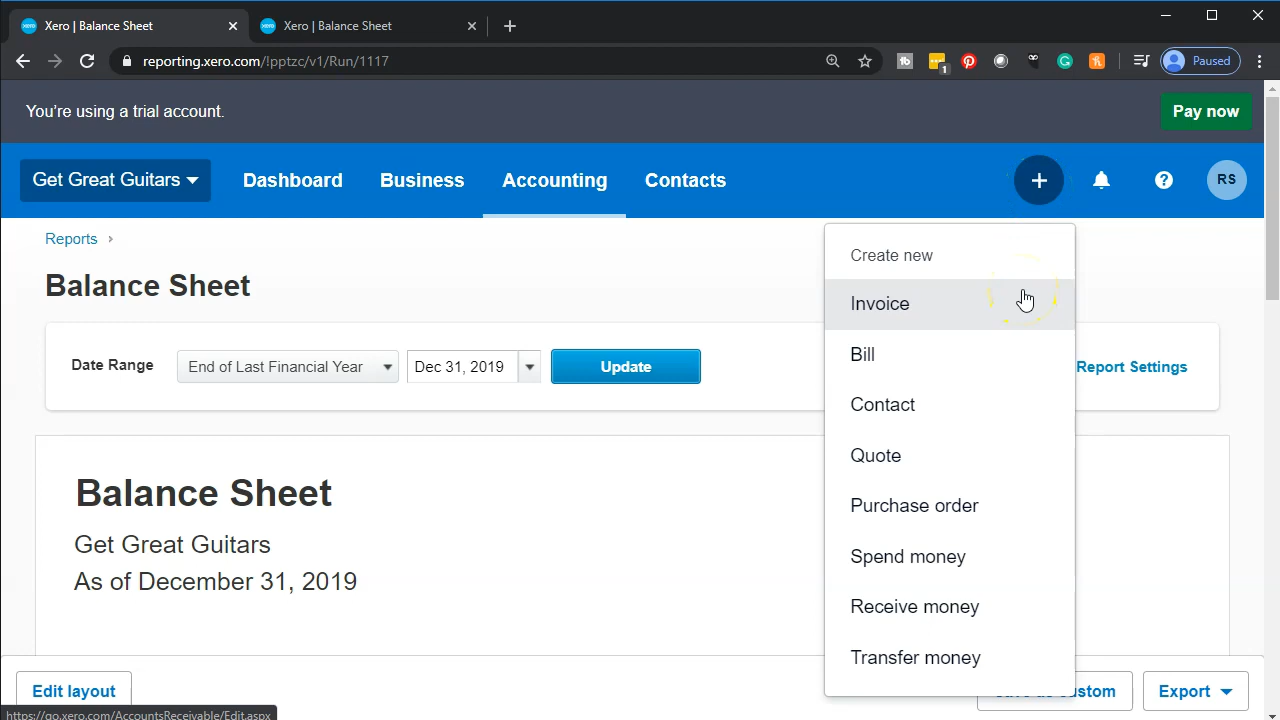 xero Xero | Balance Sheet
xero Xero | Balance Sheet
reporting.xero.com/!pptzc/v1/Run/1117
1
Paused
You're using a trial account.
Pay now
Get Great Guitars
Dashboard
Business
Accounting
Contacts
RS
Reports
Balance Sheet
Date Range
End of Last Financial Year
Dec 31, 2019
Update
Report Settings
Create new
Invoice
Bill
Contact
Quote
Purchase order
Spend money
Receive money
Transfer money
Balance Sheet
Get Great Guitars
As of December 31, 2019
Edit layout
Export
https://go.xero.com/AccountsReceivable/Edit.aspx